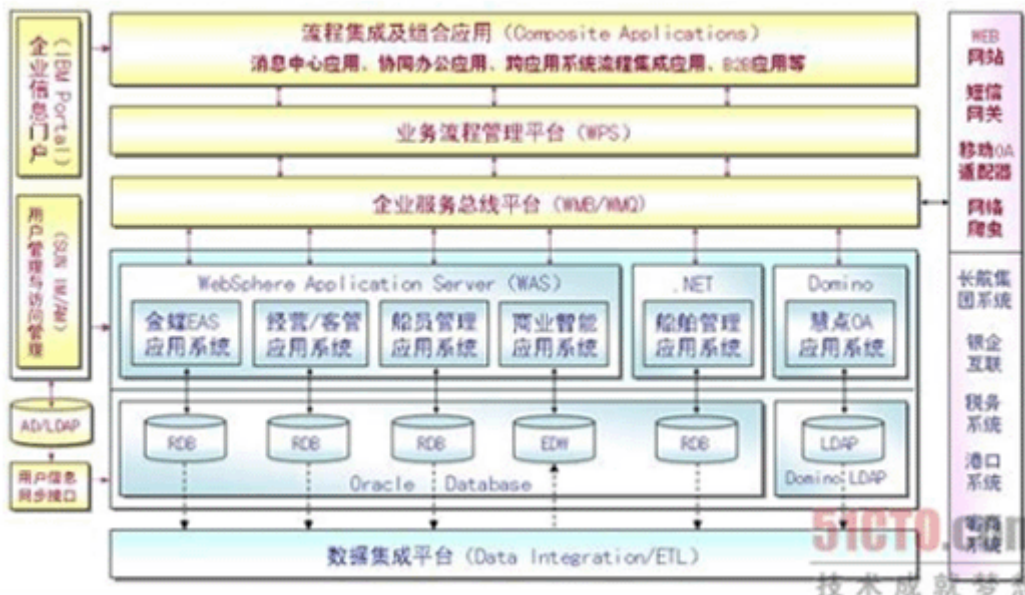 企业信息门户
(IBM Portal)
用户管理与访问管理
(SUN IM/AM)
AD/LDAP
用户信息
同步接口
流程集成及组合应用 (Composite Applications)
消息中心应用、协同办公应用、跨应用系统流程集成应用、B2B应用等
业务流程管理平台 (WPS)
企业服务总线平台 (WMB/WMQ)
WebSphere Application Server (WAS)
金蝶EAS
应用系统
经营/客管
应用系统
船员管理
应用系统
商业智能
应用系统
.NET
船舶管理
应用系统
Domino
慧点OA
应用系统
RDB
RDB
RDB
EDW
RDB
Oracle Database
LDAP
Domino LDAP
数据集成平台 (Data Integration/ETL)
WEB
网站
短信
网关
移动OA
适配器
网络
爬虫
长航集
团系统
银企
互联
税务
系统
港口
系统
系统
51CTO.com
技术成就梦想